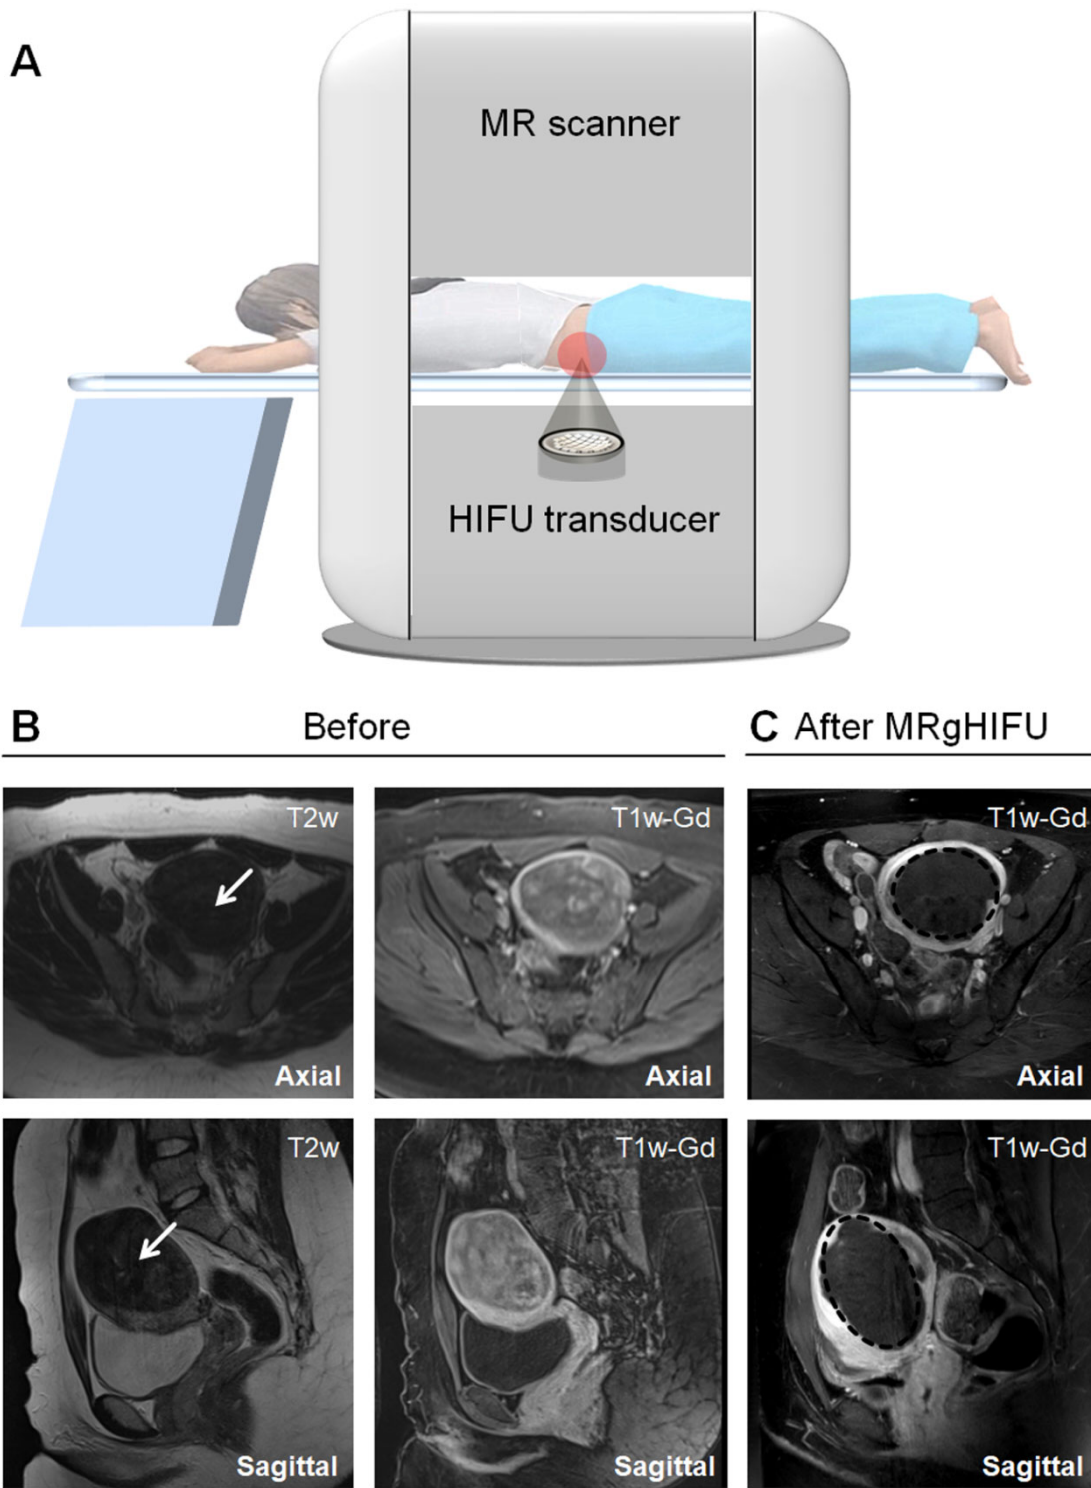 A
MR scanner
HIFU transducer
B
Before
C After MRgHIFU
T2w
T1w-Gd
T1w-Gd
Axial
Axial
Axial
T2w
T1w-Gd
T1w-Gd
Sagittal
Sagittal
Sagittal